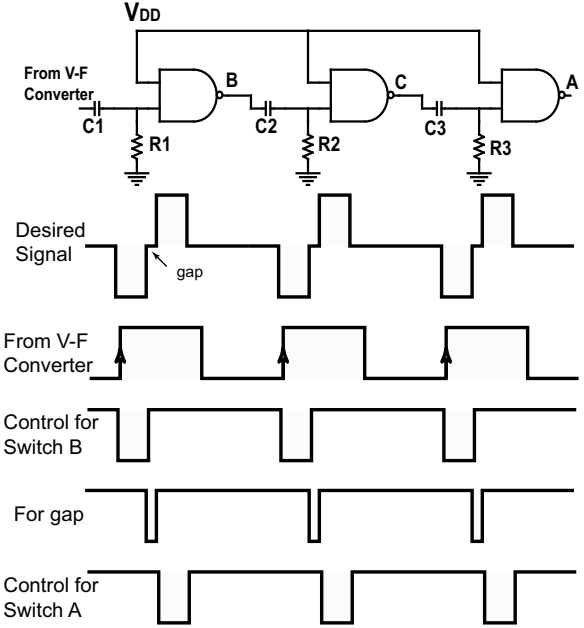 VDD
From V-F
Converter
B
C
A
C1
R1
C2
R2
C3
R3
Desired
Signal
gap
From V-F
Converter
Control for
Switch B
For gap
Control for
Switch A